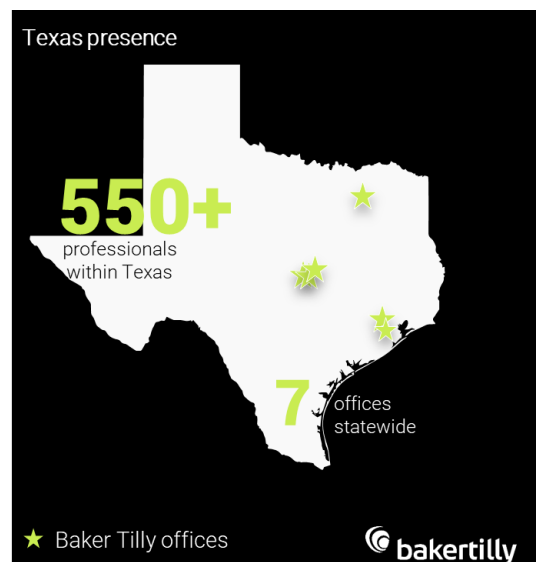 Texas presence
550+
professionals
within Texas
7
offices
statewide
Baker Tilly offices
bakertilly